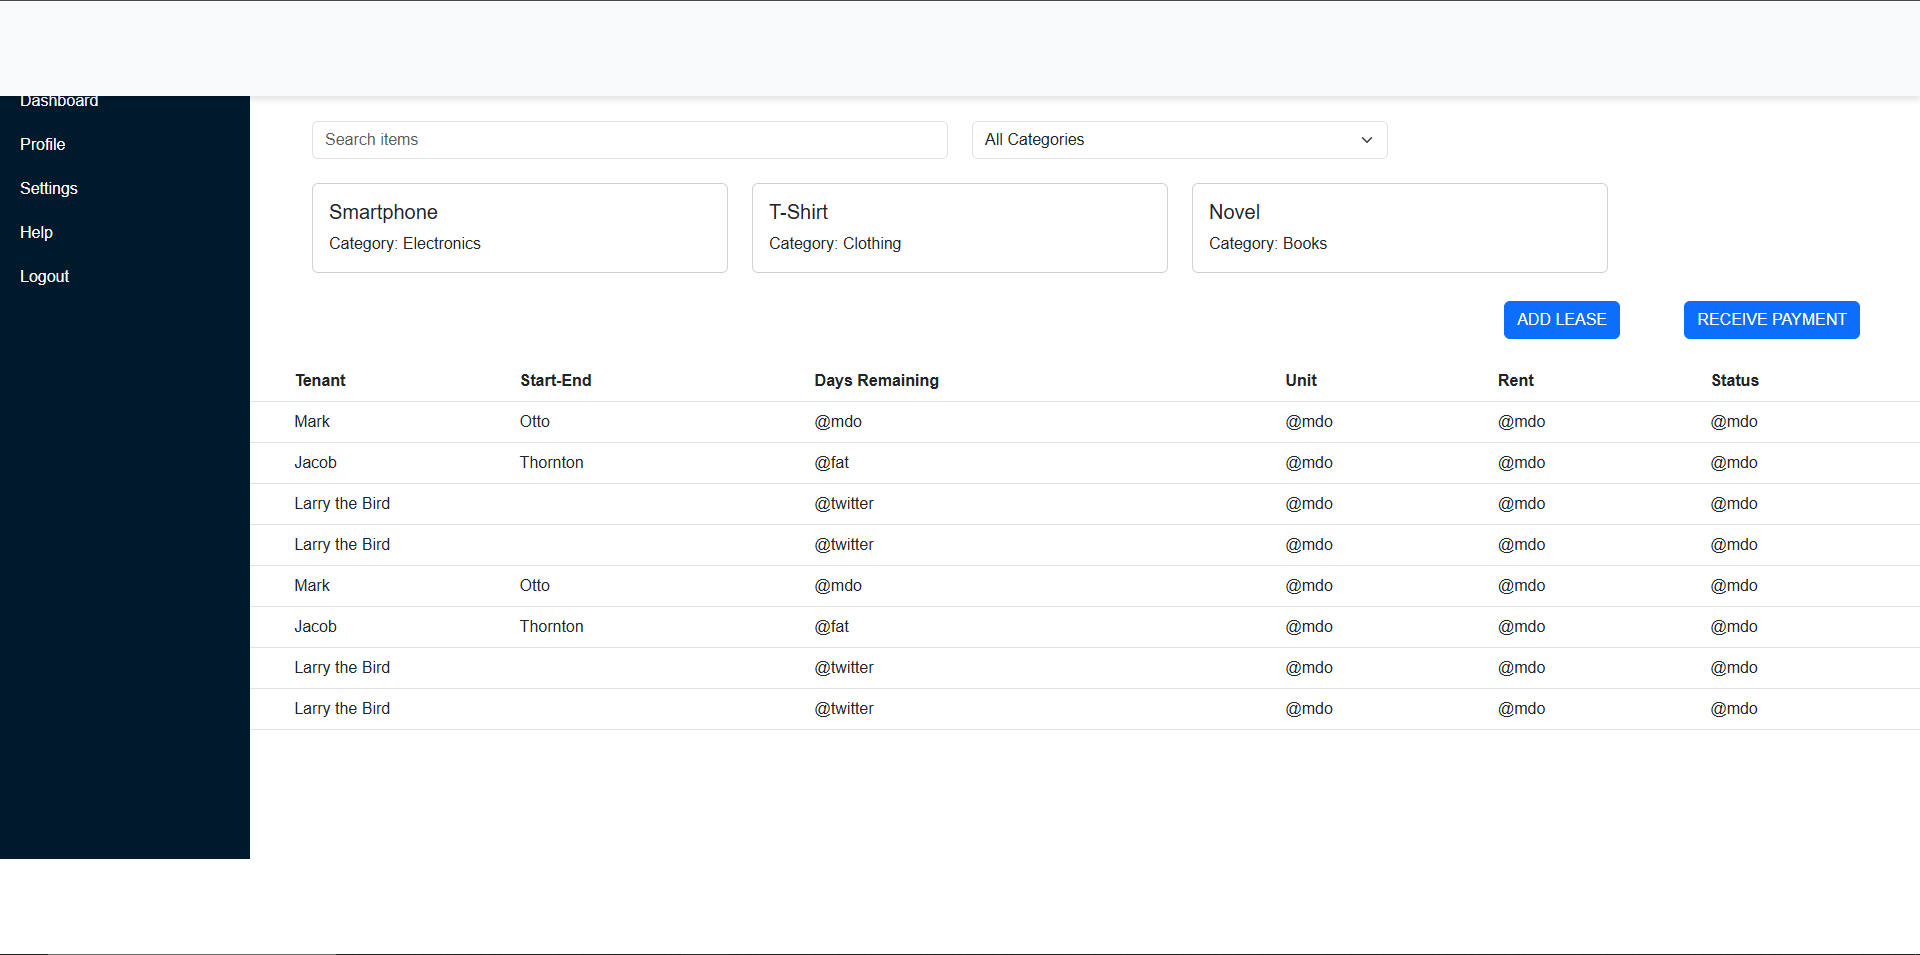 Dashboard
Profile
Settings
Help
Logout
Search items
All Categories
Smartphone
Category: Electronics
T-Shirt
Category: Clothing
Novel
Category: Books
ADD LEASE
RECEIVE PAYMENT
Tenant Start-End Days Remaining Unit Rent Status
Mark Otto @mdo @mdo @mdo @mdo
Jacob Thornton @fat @mdo @mdo @mdo
Larry the Bird @twitter @mdo @mdo @mdo
Larry the Bird @twitter @mdo @mdo @mdo
Mark Otto @mdo @mdo @mdo @mdo
Jacob Thornton @fat @mdo @mdo @mdo
Larry the Bird @twitter @mdo @mdo @mdo
Larry the Bird @twitter @mdo @mdo @mdo